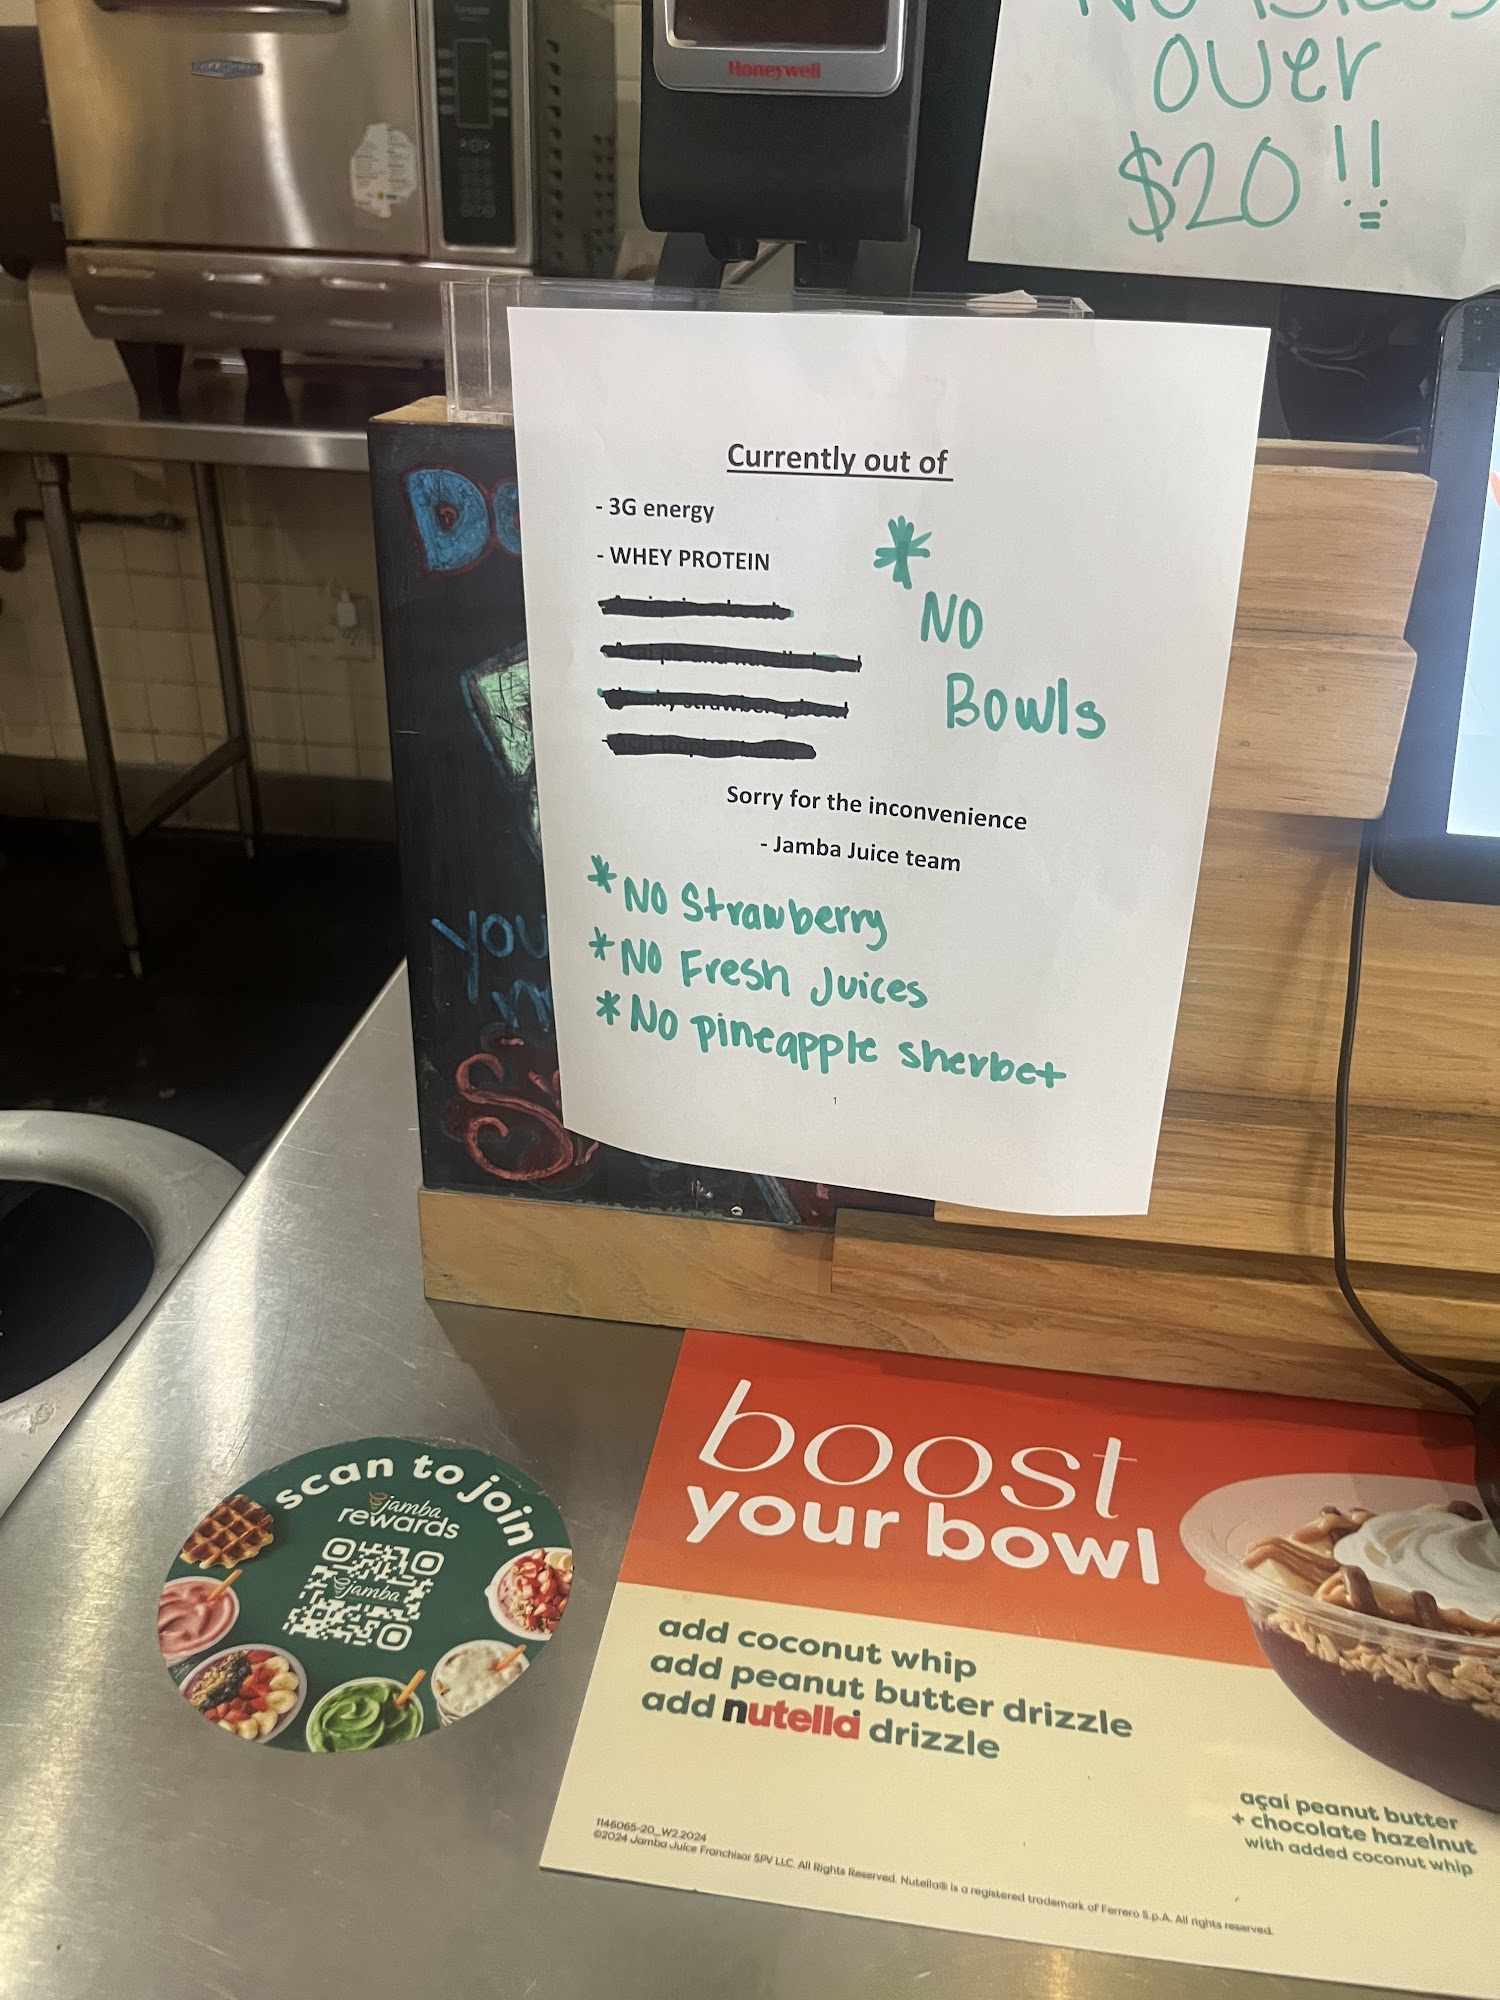 Honeywell
over
$20!!
Currently out of
- 3G energy
- WHEY PROTEIN
* NO
Bowls
Sorry for the inconvenience
- Jamba Juice team
* NO Strawberry
* NO Fresh Juices
* NO pineapple sherbet
1
you
scan to join
jamba
rewards
jamba
boost
your bowl
add coconut whip
add peanut butter drizzle
add nutella drizzle
açaí peanut butter
+ chocolate hazelnut
with added coconut whip
1146065-20_W2.2024
©2024 Jamba Juice Franchisor SPV LLC. All Rights Reserved. Nutella® is a registered trademark of Ferrero S.p.A. All rights reserved.